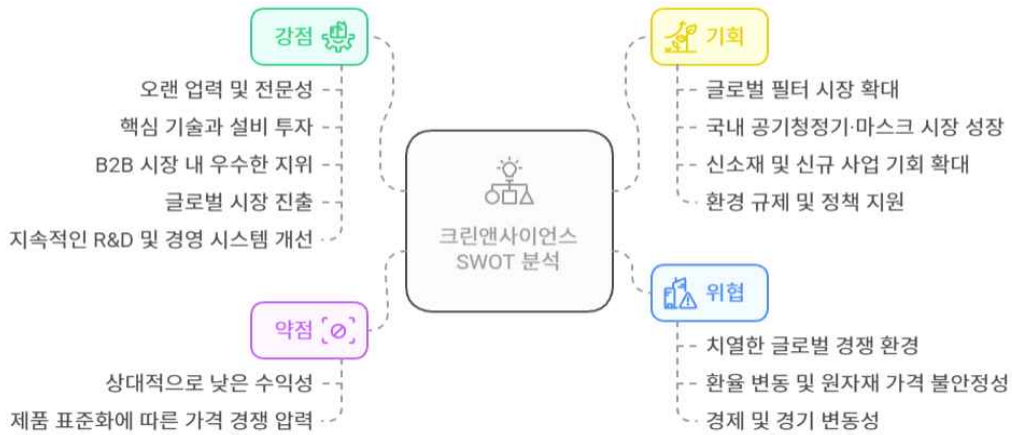 강점
오랜 업력 및 전문성
핵심 기술과 설비 투자
B2B 시장 내 우수한 지위
글로벌 시장 진출
지속적인 R&D 및 경영 시스템 개선
약점
상대적으로 낮은 수익성
제품 표준화에 따른 가격 경쟁 압력
크린앤사이언스
SWOT 분석
기회
글로벌 필터 시장 확대
국내 공기청정기·마스크 시장 성장
신소재 및 신규 사업 기회 확대
환경 규제 및 정책 지원
위협
치열한 글로벌 경쟁 환경
환율 변동 및 원자재 가격 불안정성
경제 및 경기 변동성